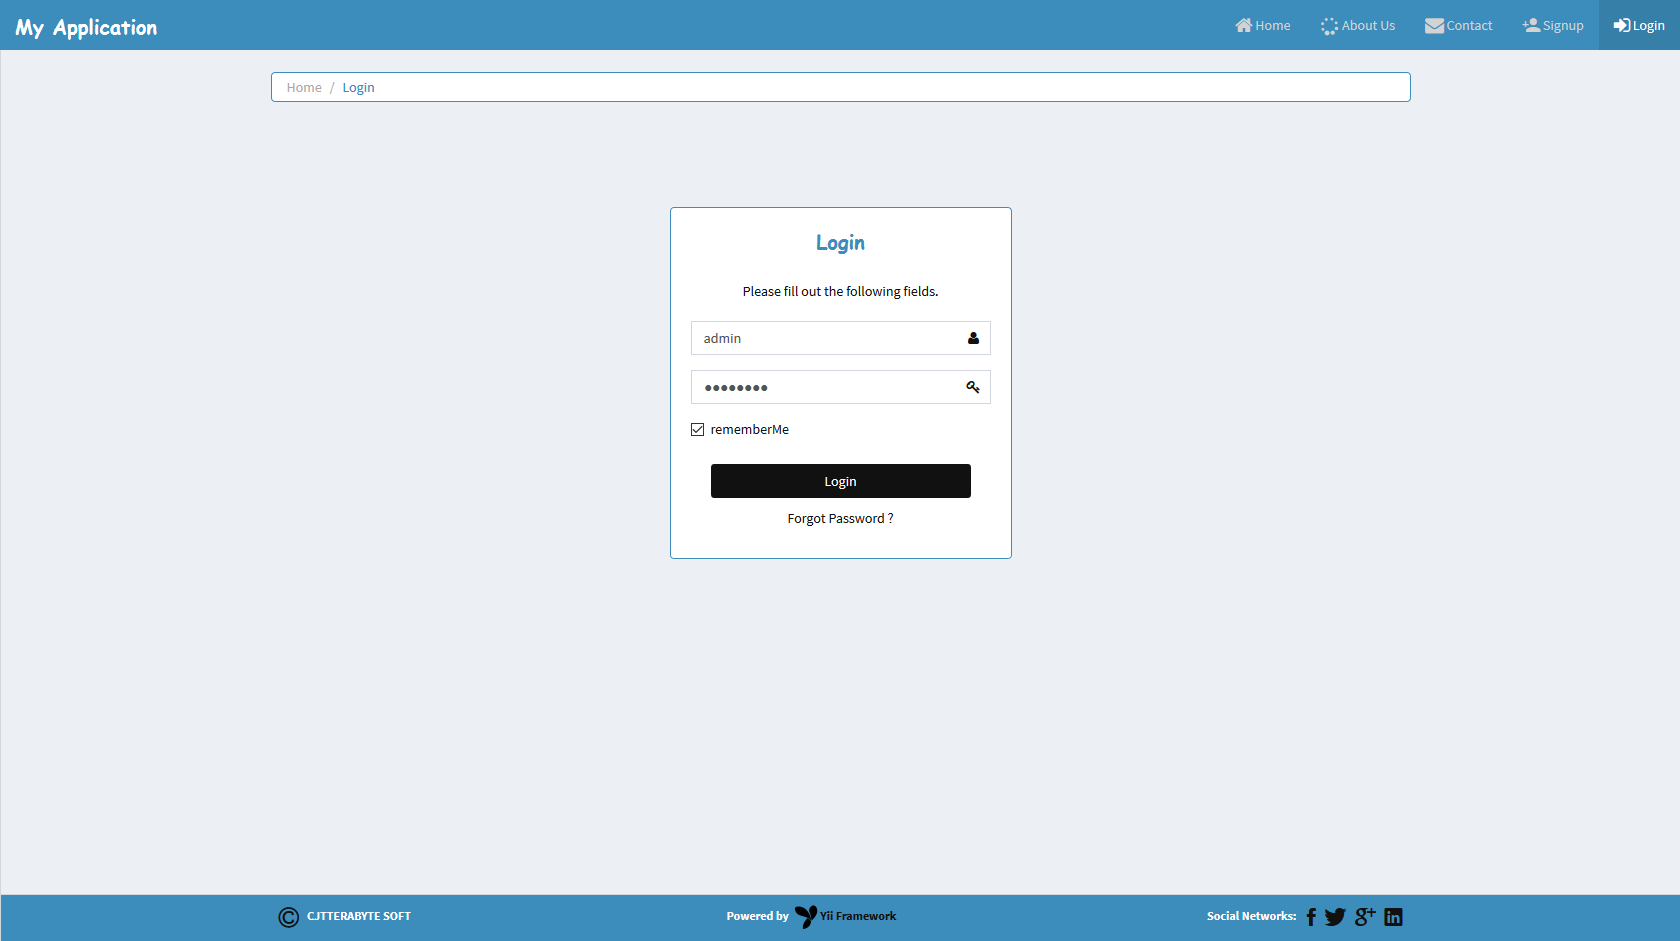 My Application
Home
About Us
Contact
Signup
Login
Home / Login
Login
Please fill out the following fields.
admin
●●●●●●●●
rememberMe
Login
Forgot Password ?
© CJTTERABYTE SOFT
Powered by Yii Framework
Social Networks: